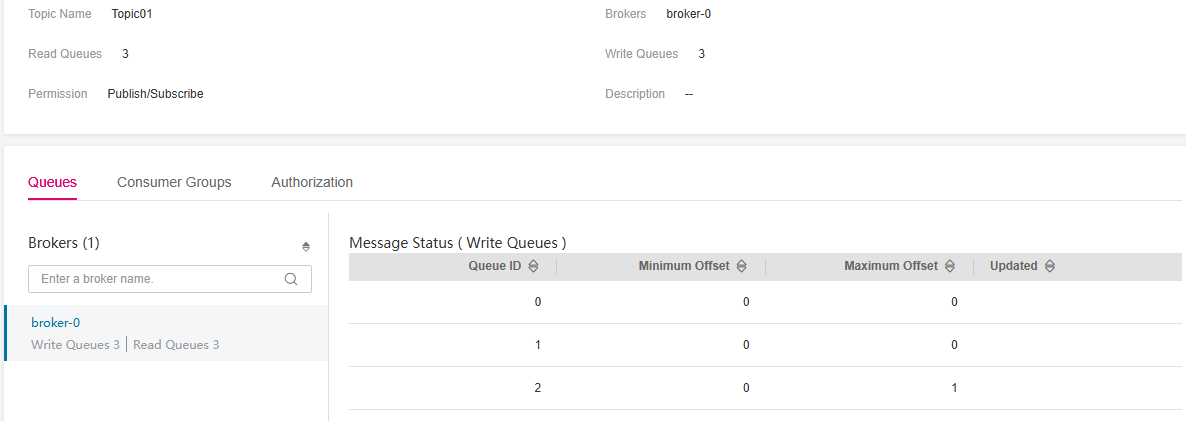 Topic Name Topic01 Brokers broker-0
Read Queues 3 Write Queues 3
Permission Publish/Subscribe Description --
Queues Consumer Groups Authorization
Brokers (1)
Enter a broker name.
broker-0
Write Queues 3 Read Queues 3
Message Status ( Write Queues )
Queue ID Minimum Offset Maximum Offset Updated
0 0 0
1 0 0
2 0 1